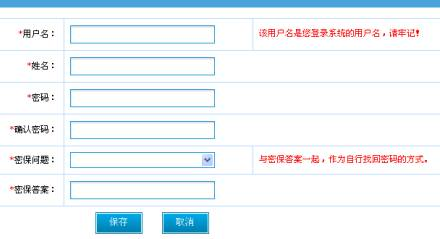 *用户名： 该用户名是您登录系统的用户名，请牢记！
*姓名：
*密码：
*确认密码：
*密保问题： 与密保答案一起，作为自行找回密码的方式。
*密保答案：
保存 取消